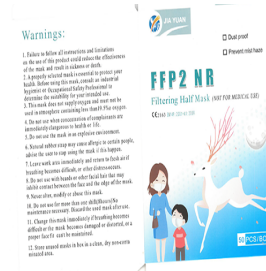 Warnings:
1. Failure to follow all instructions and limitations
on the use of this product could reduce the effectiveness
of the mask and result in sickness or death.
2. A properly selected mask is essential to protect your
health. Before using this mask, consult an industrial
hygienist or Occupational Safety Professional to
determine the suitability for your intended use.
3. This mask does not supply oxygen and must not be
used in atmosphere containing less than 19.5% oxygen.
4. Do not use when concentrations of contaminants are
immediately dangerous to health or life.
5. Do not use the mask in an explosive environment.
6. Natural rubber strap may cause allergic to certain people,
advise the user to stop using the mask if this happen.
7. Leave work area immediately and return to fresh air if
breathing becomes difficult, or other distress occurs.
8. Do not use with beards or other facial hair that may
inhibit contact between the face and the edge of the mask.
9. Never alter, modify or abuse this mask.
10. Do not use for more than one shift
maintenance necessary. Discard the used mask after use.
11. Change this mask immediately if breathing becomes
difficult or the mask becomes damaged or distorted, or a
proper face fit can't be maintained.
12. Store unused masks in box in a clean, dry
area.
JIA YUAN
Dust proof
Prevent mist haze
FFP2 NR
Filtering Half Mask (NOT FOR MEDICAL USE)
50 PCS/BO